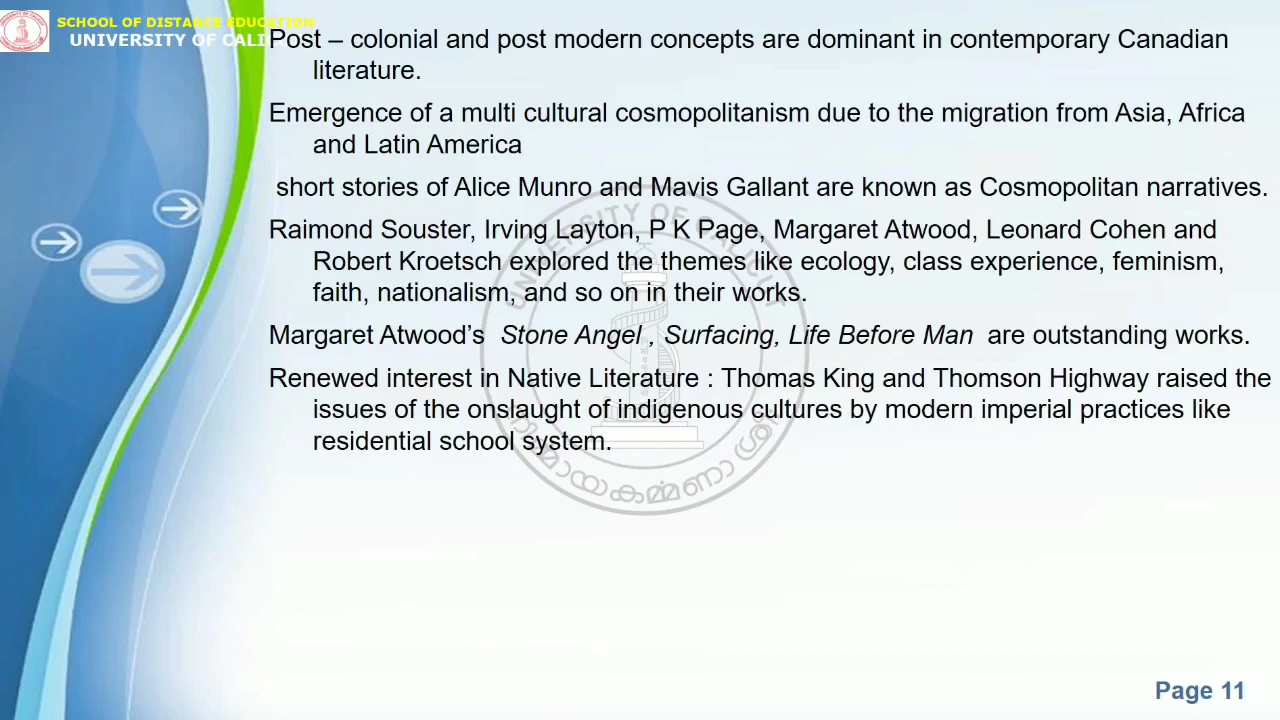 SCHOOL OF DISTANCE EDUCATION
UNIVERSITY OF CALI
Post – colonial and post modern concepts are dominant in contemporary Canadian
literature.
Emergence of a multi cultural cosmopolitanism due to the migration from Asia, Africa
and Latin America
short stories of Alice Munro and Mavis Gallant are known as Cosmopolitan narratives.
Raimond Souster, Irving Layton, P K Page, Margaret Atwood, Leonard Cohen and
Robert Kroetsch explored the themes like ecology, class experience, feminism,
faith, nationalism, and so on in their works.
Margaret Atwood’s Stone Angel , Surfacing, Life Before Man are outstanding works.
Renewed interest in Native Literature : Thomas King and Thomson Highway raised the
issues of the onslaught of indigenous cultures by modern imperial practices like
residential school system.
UNIVERSITY OF CALICUT
നിർമ്മായ കർമ്മണാ ശ്രീ
Page 11